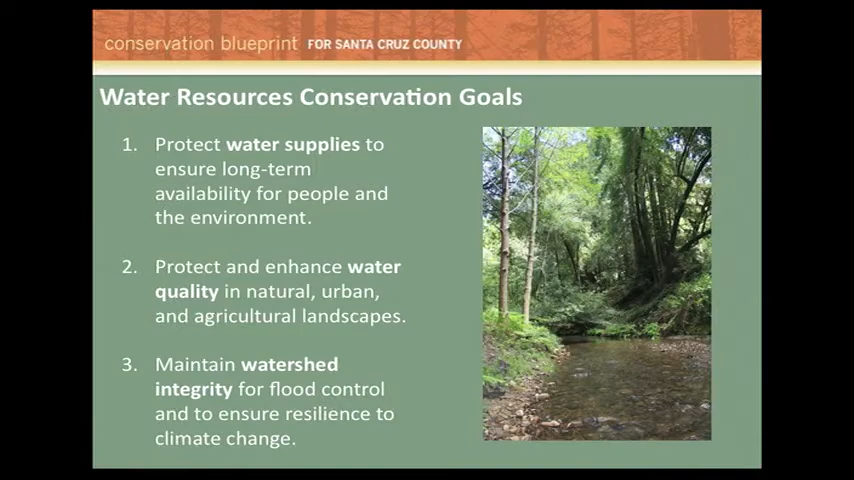 conservation blueprint FOR SANTA CRUZ COUNTY
Water Resources Conservation Goals
1. Protect water supplies to
ensure long-term
availability for people and
the environment.
2. Protect and enhance water
quality in natural, urban,
and agricultural landscapes.
3. Maintain watershed
integrity for flood control
and to ensure resilience to
climate change.